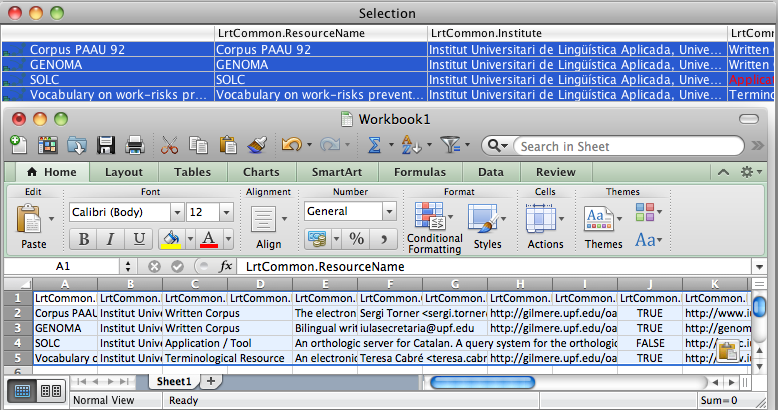 Selection
LrtCommon.ResourceName LrtCommon.Institute LrtComm
Corpus PAAU 92 Corpus PAAU 92 Institut Universitari de Lingüística Aplicada, Unive... Written
GENOMA GENOMA Institut Universitari de Lingüística Aplicada, Unive... Written
SOLC SOLC Institut Universitari de Lingüística Aplicada, Unive... Applica
Vocabulary on work-risks pr... Vocabulary on work-risks prevent... Institut Universitari de Lingüística Aplicada, Unive... Termino
Workbook1
Search in Sheet
Home Layout Tables Charts SmartArt Formulas Data Review
Edit Font Alignment Number Format Cells Themes
Calibri (Body) 12 General
Paste B I U A Align % , Conditional Formatting Styles Actions Themes Aa
A1 fx LrtCommon.ResourceName
A B C D E F G H I J K
1 LrtCommon. LrtCommon. LrtCommon. LrtCommon. LrtCommon. LrtCommon. LrtCommon. LrtCommon. LrtCommon. LrtCommon. LrtCommon.
2 Corpus PAAU Institut Unive Written Corpus The electron Sergi Torner <sergi.torner http://gilmere.upf.edu/oa TRUE http://www.i
3 GENOMA Institut Unive Written Corpus Bilingual writ iulasecretaria@upf.edu http://gilmere.upf.edu/oa TRUE http://genom
4 SOLC Institut Unive Application / Tool An orthologic server for Catalan. A query system for the orthologic FALSE
5 Vocabulary o Institut Unive Terminological Resource An electronic Teresa Cabré <teresa.cabr http://gilmere.upf.edu/oa TRUE
6
Sheet1
Normal View Ready Sum=0